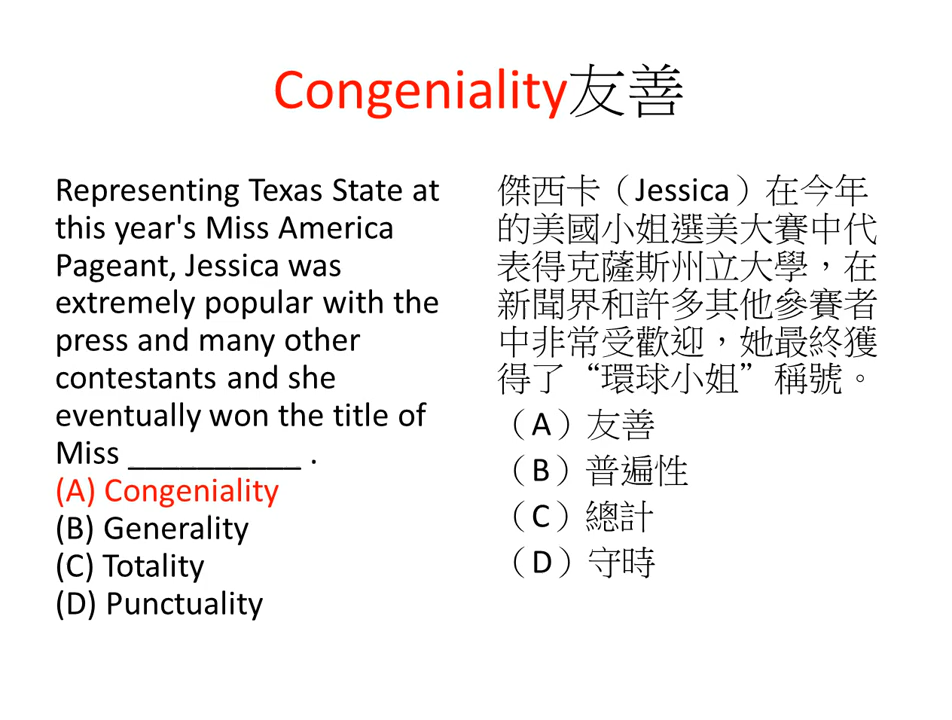 Congeniality友善
Representing Texas State at
this year's Miss America
Pageant, Jessica was
extremely popular with the
press and many other
contestants and she
eventually won the title of
Miss ___________ .
(A) Congeniality
(B) Generality
(C) Totality
(D) Punctuality
傑西卡（Jessica）在今年
的美國小姐選美大賽中代
表得克薩斯州立大學，在
新聞界和許多其他參賽者
中非常受歡迎，她最終獲
得了“環球小姐”稱號。
（A）友善
（B）普遍性
（C）總計
（D）守時